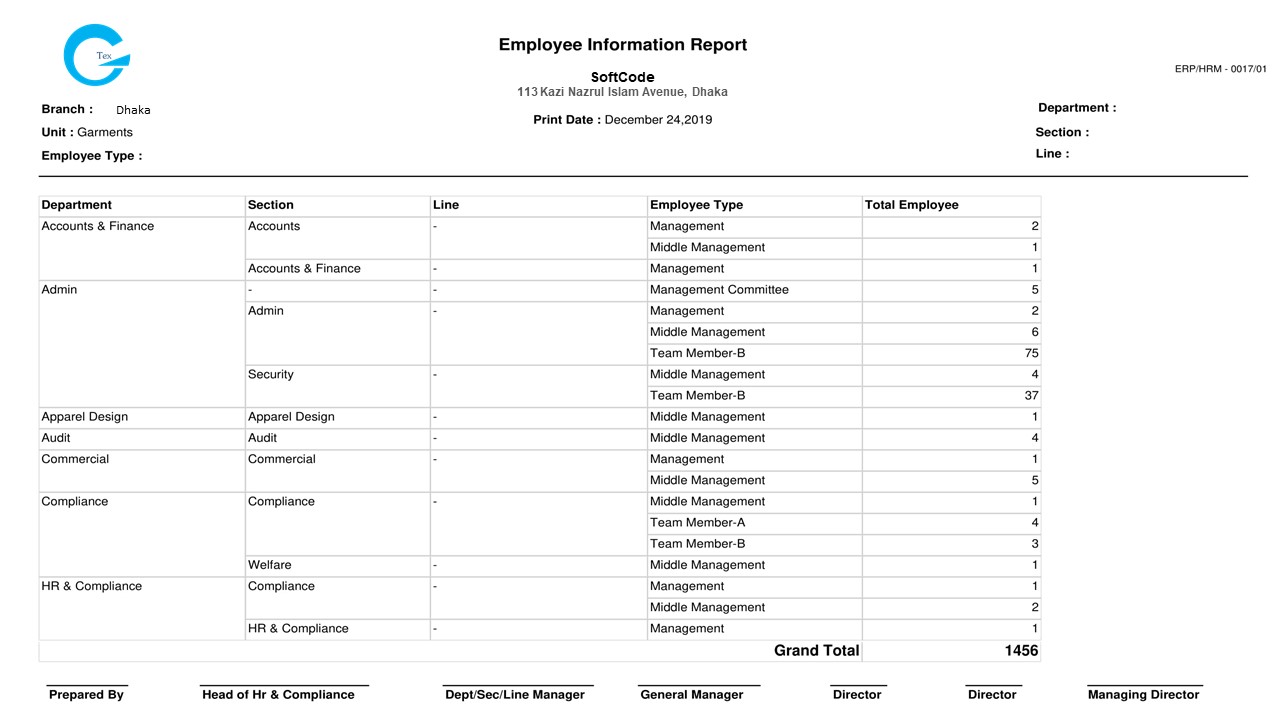 Tex
Employee Information Report
SoftCode
ERP/HRM - 0017/01
113 Kazi Nazrul Islam Avenue, Dhaka
Branch : Dhaka
Department :
Print Date : December 24,2019
Unit : Garments
Section :
Employee Type :
Line :
Department Section Line Employee Type Total Employee
Accounts & Finance Accounts - Management 2
Middle Management 1
Accounts & Finance - Management 1
Admin - - Management Committee 5
Admin - Management 2
Middle Management 6
Team Member-B 75
Security - Middle Management 4
Team Member-B 37
Apparel Design Apparel Design - Middle Management 1
Audit Audit - Middle Management 4
Commercial Commercial - Management 1
Middle Management 5
Compliance Compliance - Middle Management 1
Team Member-A 4
Team Member-B 3
Welfare - Middle Management 1
HR & Compliance Compliance - Management 1
Middle Management 2
HR & Compliance - Management 1
Grand Total 1456
Prepared By Head of Hr & Compliance Dept/Sec/Line Manager General Manager Director Director Managing Director